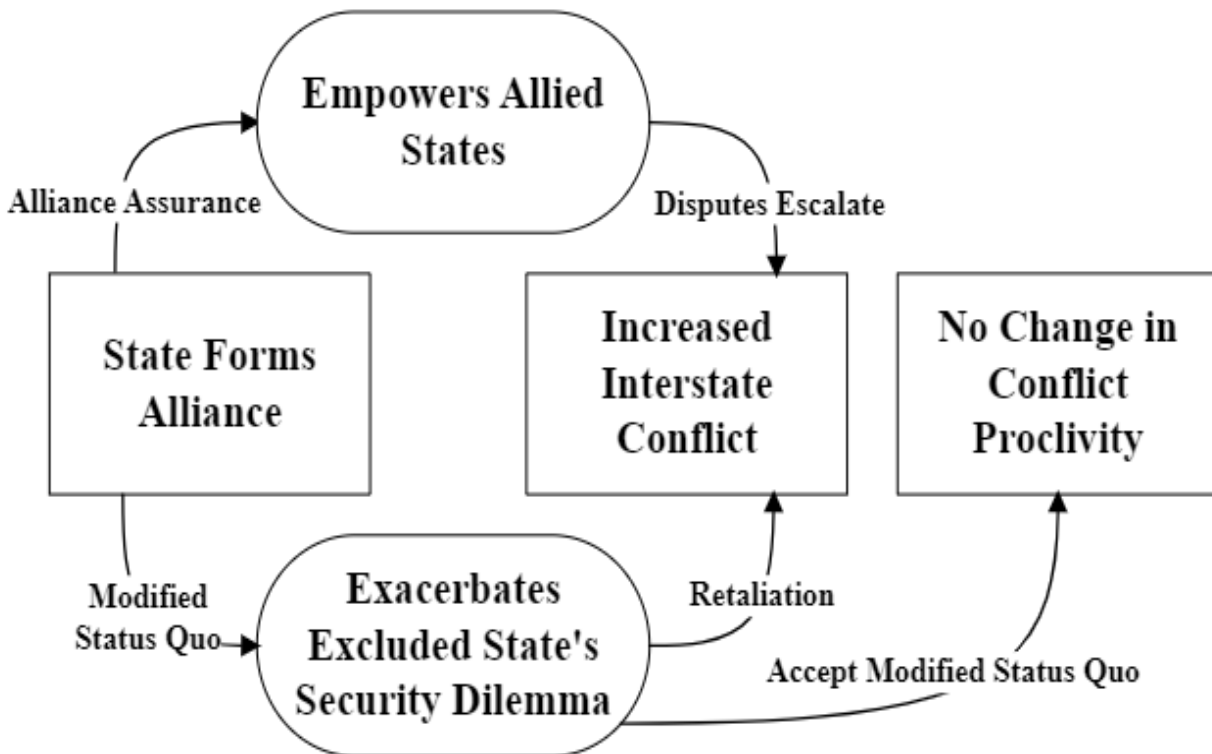 Empowers Allied
States
Alliance Assurance
Disputes Escalate
State Forms
Alliance
Increased
Interstate
Conflict
No Change in
Conflict
Proclivity
Modified
Status Quo
Exacerbates
Excluded State's
Security Dilemma
Retaliation
Accept Modified Status Quo